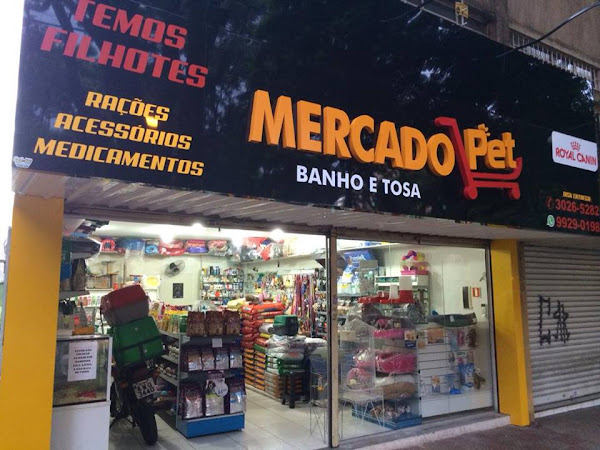 TEMOS
FILHOTES
RAÇÕES
ACESSÓRIOS
MEDICAMENTOS
MERCADO Pet
BANHO E TOSA
ROYAL CANIN
3026-5282
9929-0198